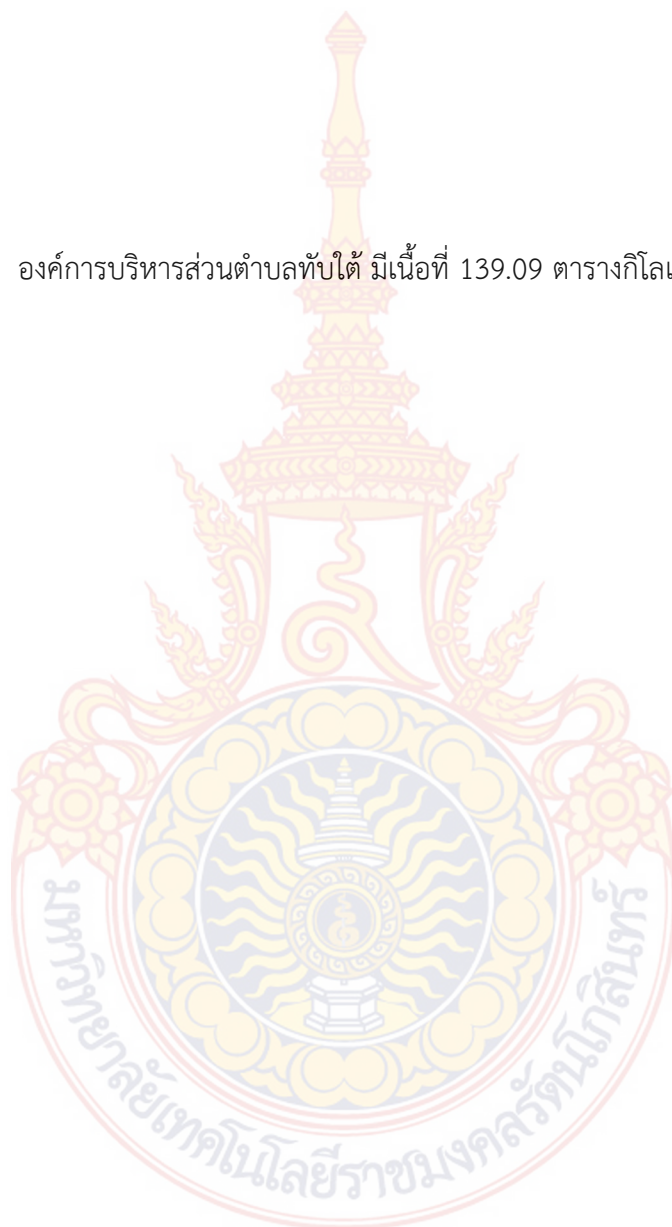 องค์การบริหารส่วนตำบลทับใต้ มีเนื้อที่ 139.09 ตารางกิโล
มหาวิทยาลัยเทคโนโลยีราชมงคลรัตนโกสินทร์